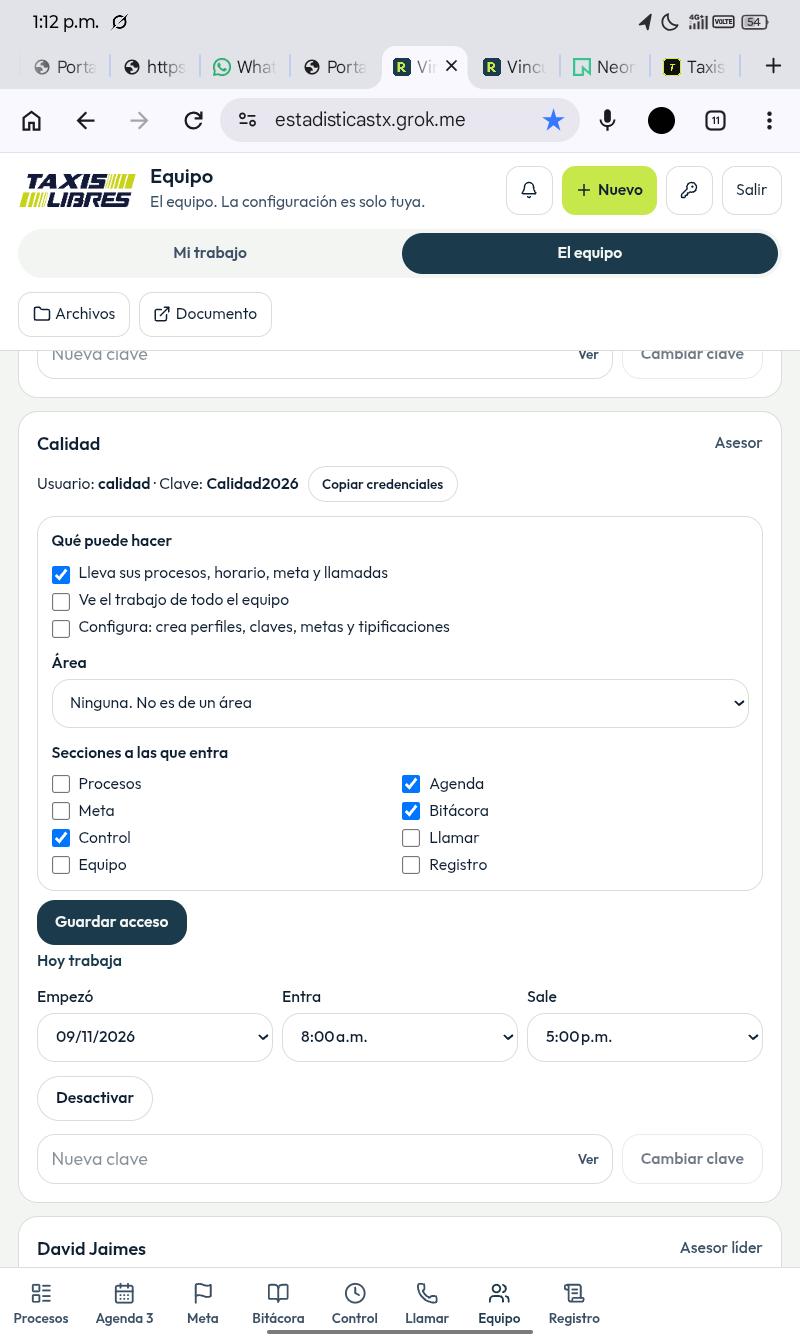 1:12 p.m. 4G+ VOLTE 54
Porta https What Porta Vin Vincu Neor Taxis
estadisticastx.grok.me 11
TAXIS LIBRES
Equipo
El equipo. La configuración es solo tuya.
Nuevo Salir
Mi trabajo El equipo
Archivos Documento
Nueva clave Ver Cambiar clave
Calidad Asesor
Usuario: calidad · Clave: Calidad2026 Copiar credenciales
Qué puede hacer
Lleva sus procesos, horario, meta y llamadas
Ve el trabajo de todo el equipo
Configura: crea perfiles, claves, metas y tipificaciones
Área
Ninguna. No es de un área
Secciones a las que entra
Procesos Agenda
Meta Bitácora
Control Llamar
Equipo Registro
Guardar acceso
Hoy trabaja
Empezó Entra Sale
09/11/2026 8:00 a.m. 5:00 p.m.
Desactivar
Nueva clave Ver Cambiar clave
David Jaimes Asesor líder
Procesos Agenda 3 Meta Bitácora Control Llamar Equipo Registro